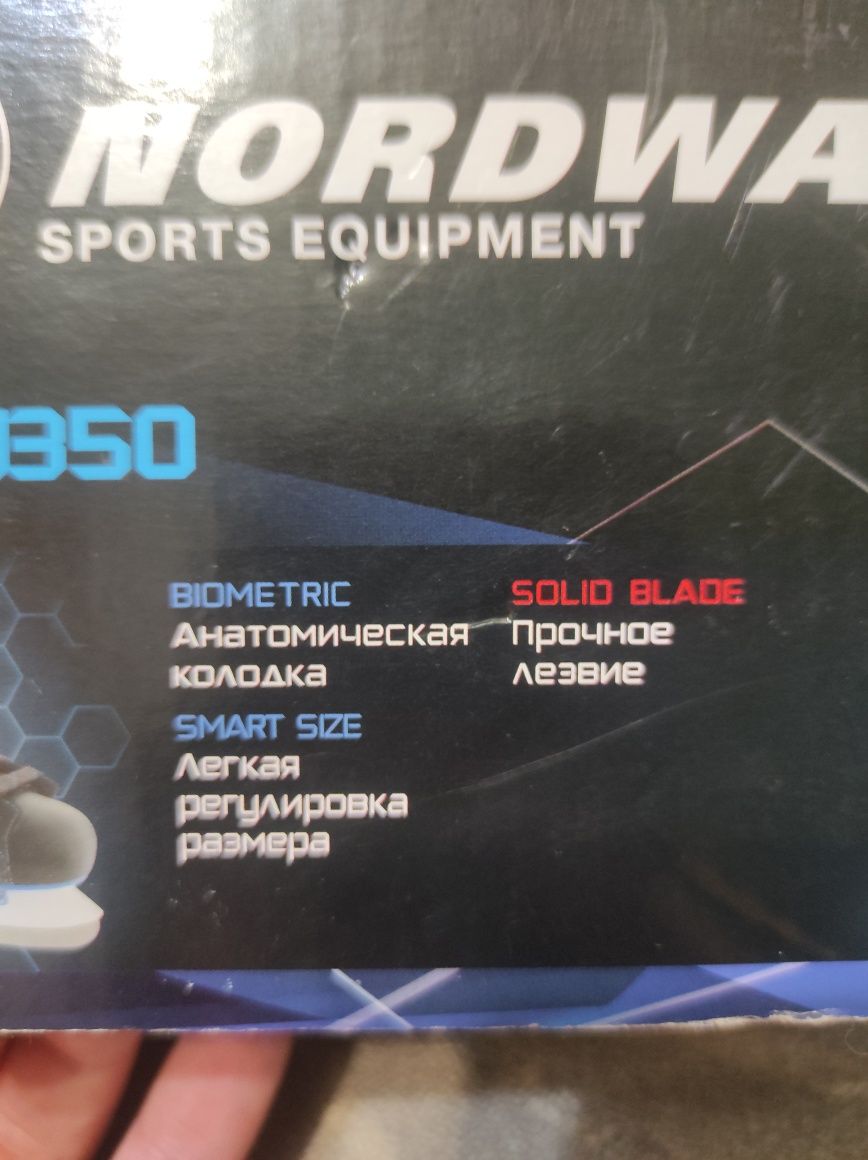 NORDWA
SPORTS EQUIPMENT
350
BIOMETRIC
Анатомическая
колодка
SMART SIZE
Легкая
регулировка
размера
SOLID BLADE
Прочное
лезвие